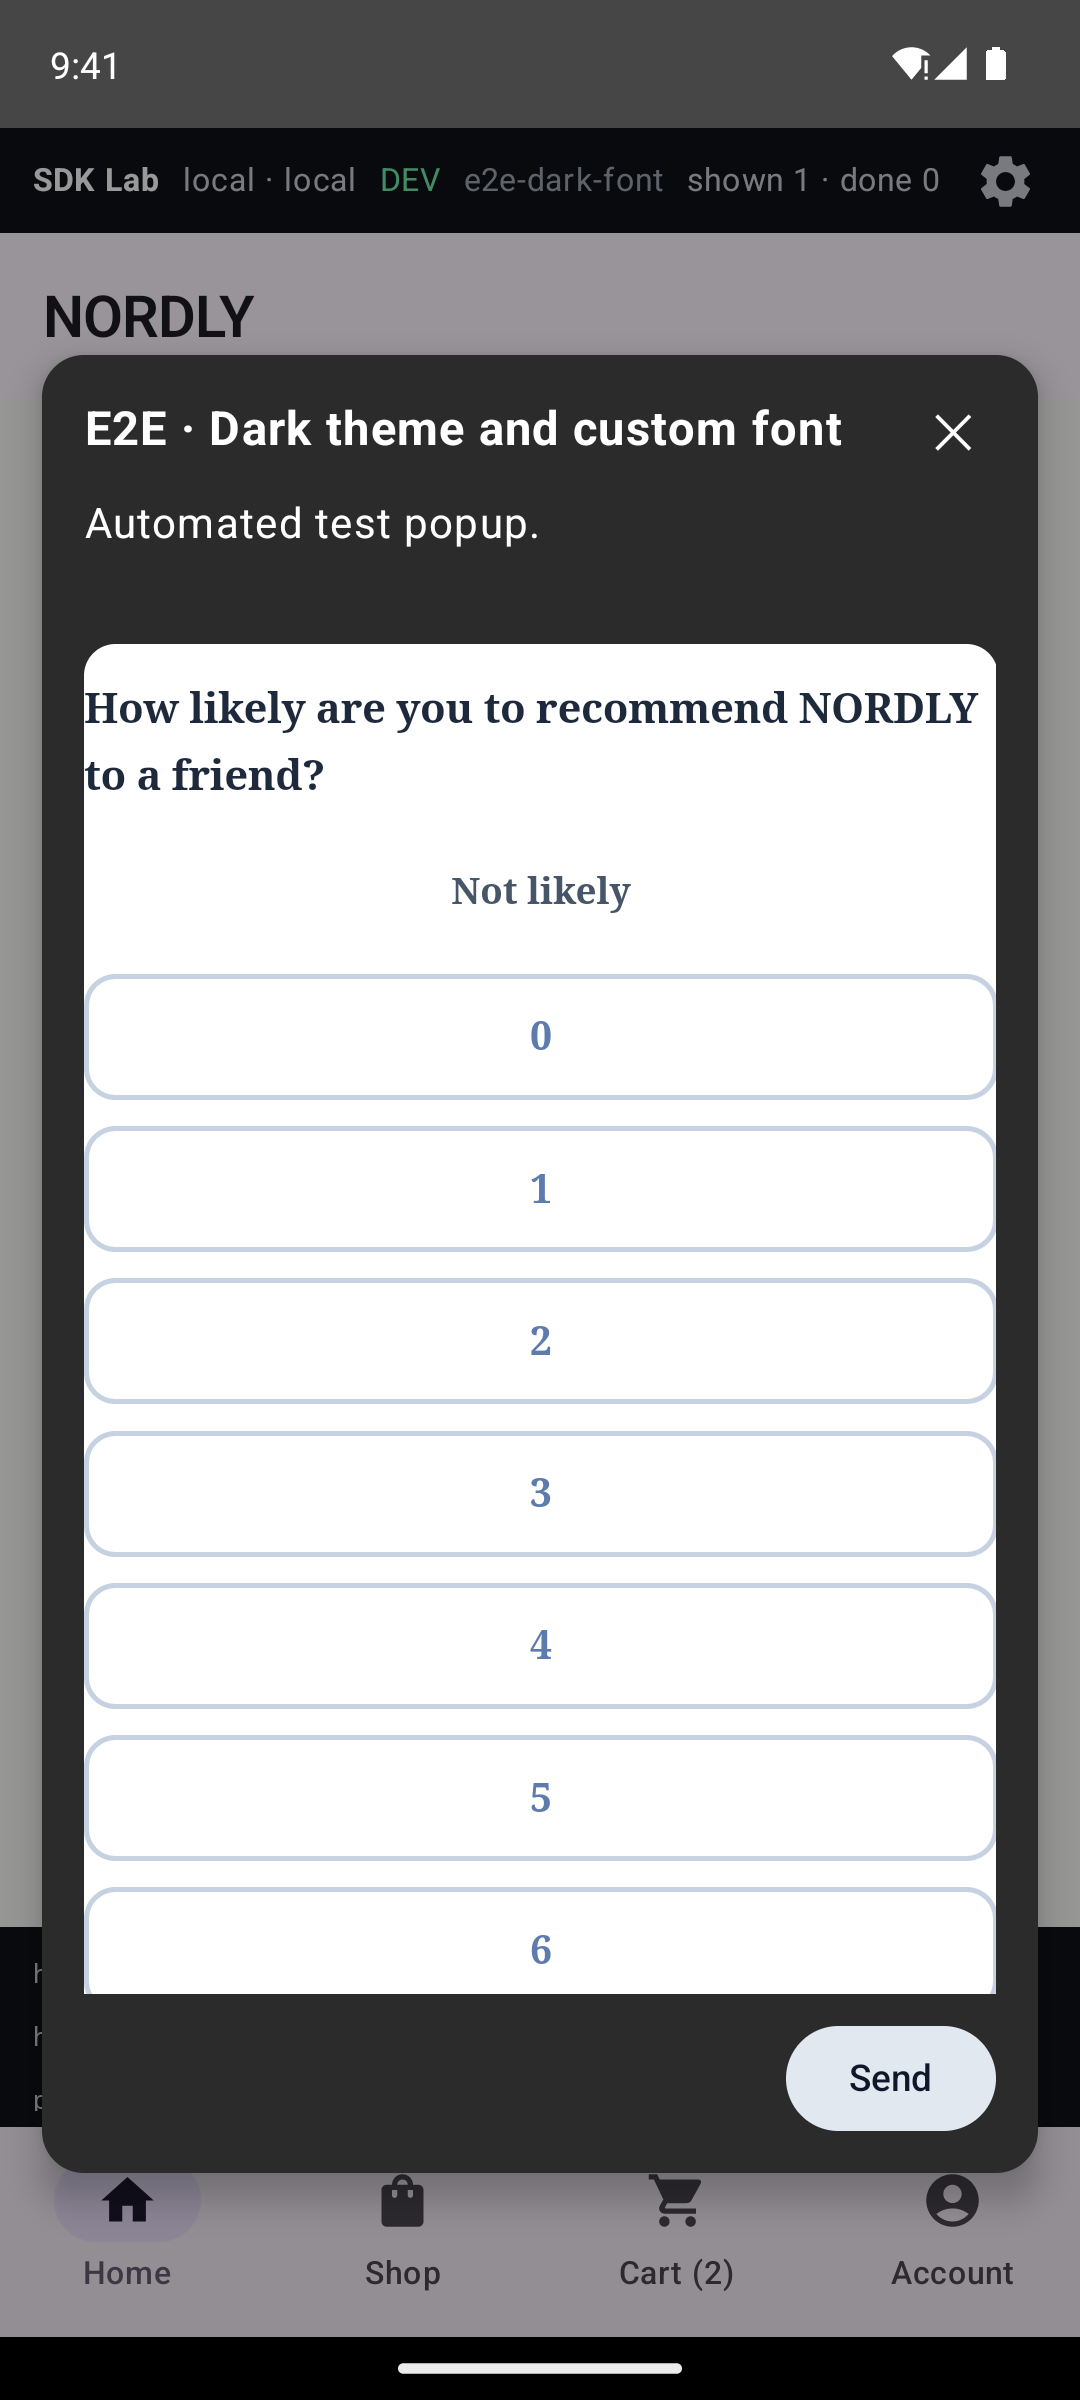 9:41
SDK Lab local · local DEV e2e-dark-font shown 1 · done 0
NORDLY
E2E · Dark theme and custom font
Automated test popup.
How likely are you to recommend NORDLY
to a friend?
Not likely
0
1
2
3
4
5
6
Send
Home Shop Cart (2) Account